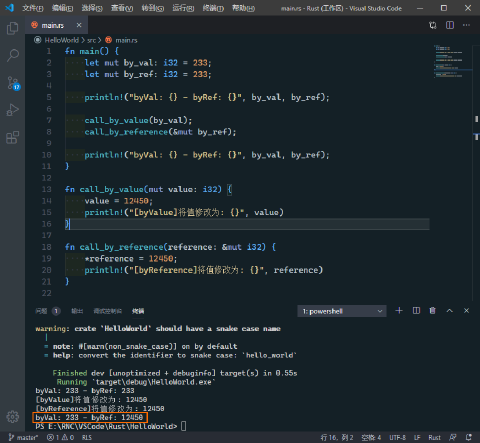 文件(F) 编辑(E) 选择(S) 查看(V) 转到(G) 运行(R) 终端(T) 帮助(H) main.rs - Rust (工作区) - Visual Studio Code
main.rs
HelloWorld > src > main.rs
1 fn main() {
2 let mut by_val: i32 = 233;
3 let mut by_ref: i32 = 233;
4
5 println!("byVal: {} - byRef: {}", by_val, by_ref);
6
7 call_by_value(by_val);
8 call_by_reference(&mut by_ref);
9
10 println!("byVal: {} - byRef: {}", by_val, by_ref);
11 }
12
13 fn call_by_value(mut value: i32) {
14 value = 12450;
15 println!("[byValue]将值修改为: {}", value)
16 }
17
18 fn call_by_reference(reference: &mut i32) {
19 *reference = 12450;
20 println!("[byReference]将值修改为: {}", reference)
21 }
22
17
问题 1 输出 调试控制台 终端 1: powershell
warning: crate `HelloWorld` should have a snake case name
|
= note: #[warn(non_snake_case)] on by default
= help: convert the identifier to snake case: `hello_world`
Finished dev [unoptimized + debuginfo] target(s) in 0.55s
Running `target\debug\HelloWorld.exe`
byVal: 233 - byRef: 233
[byValue]将值修改为: 12450
[byReference]将值修改为: 12450
byVal: 233 - byRef: 12450
PS E:\RNC\VSCode\Rust\HelloWorld>
master* 0 1 RLS 行 16, 列 2 空格: 4 UTF-8 LF Rust